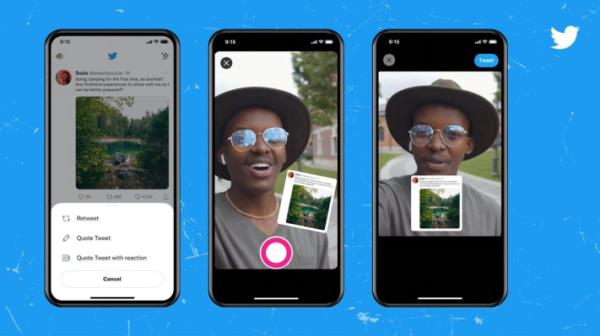 9:15
Susie @sweetsuzzzie · 1h
Going camping for the first time, so excited!!
Any firsthand experiences to share with me so I
can be better prepared?
Retweet
Quote Tweet
Quote Tweet with reaction
Cancel
9:15
9:15
Tweet